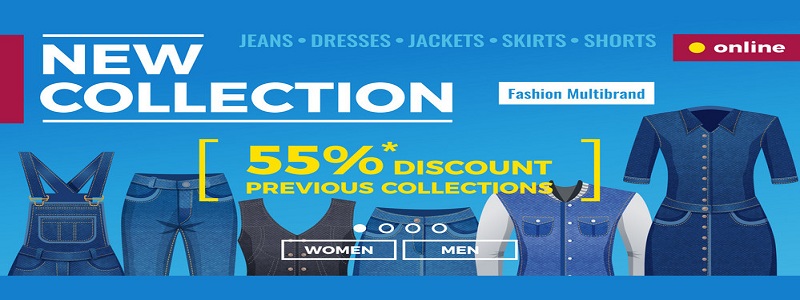 NEW
COLLECTION
JEANS • DRESSES • JACKETS • SKIRTS • SHORTS
online
Fashion Multibrand
55%* DISCOUNT
PREVIOUS COLLECTIONS
WOMEN
MEN